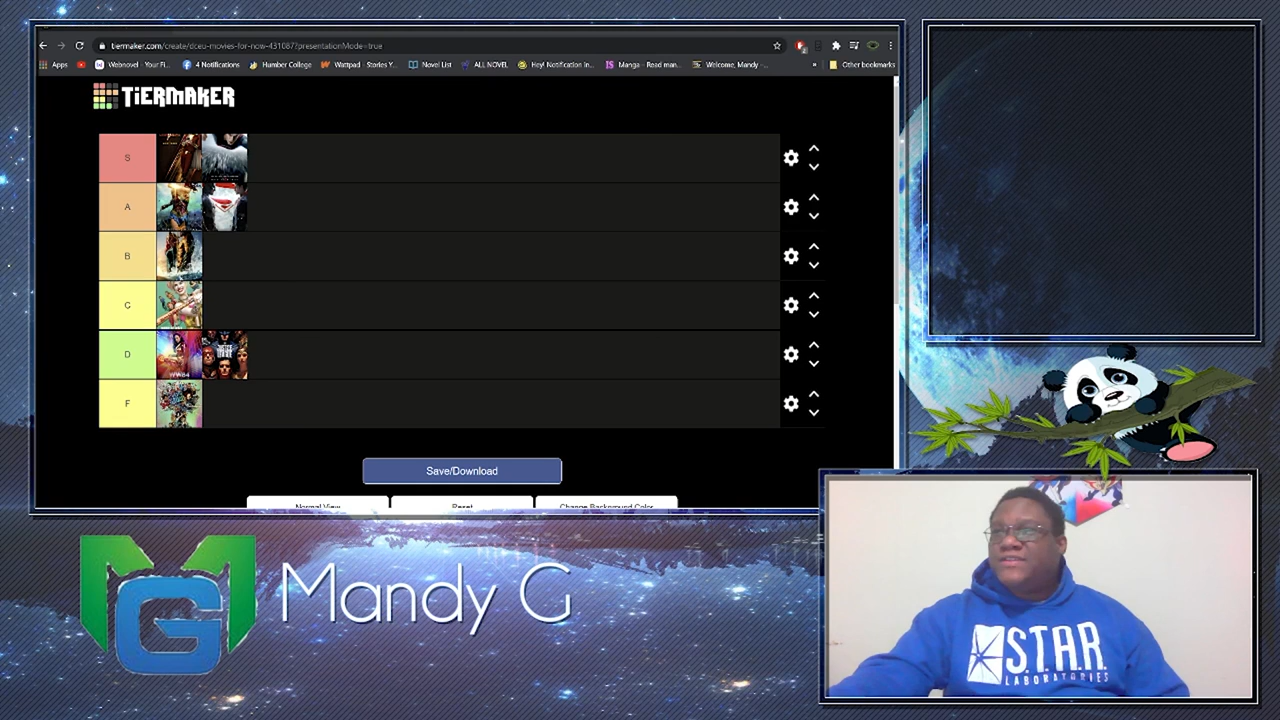 tiermaker.com/create/dceu-movies-for-now-431087?presentationMode=true
Apps
Webnovel - Your Fi...
4 Notifications
Humber College
Wattpad - Stories Y...
Novel List
ALL NOVEL
Hey! Notification In...
Manga - Read man...
Welcome, Mandy -...
»
Other bookmarks
TiERMAKER
S
A
B
C
D
WW84
F
Save/Download
Normal View
Reset
Change Background Color
MG
Mandy G
S.T.A.R.
LABORATORIES